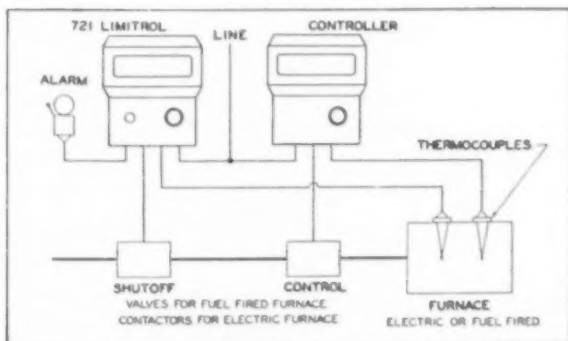 721 LIMITROL
LINE
CONTROLLER
ALARM
THERMOCOUPLES
SHUTOFF
CONTROL
VALVES FOR FUEL FIRED FURNACE
CONTACTORS FOR ELECTRIC FURNACE
FURNACE
ELECTRIC OR FUEL FIRED